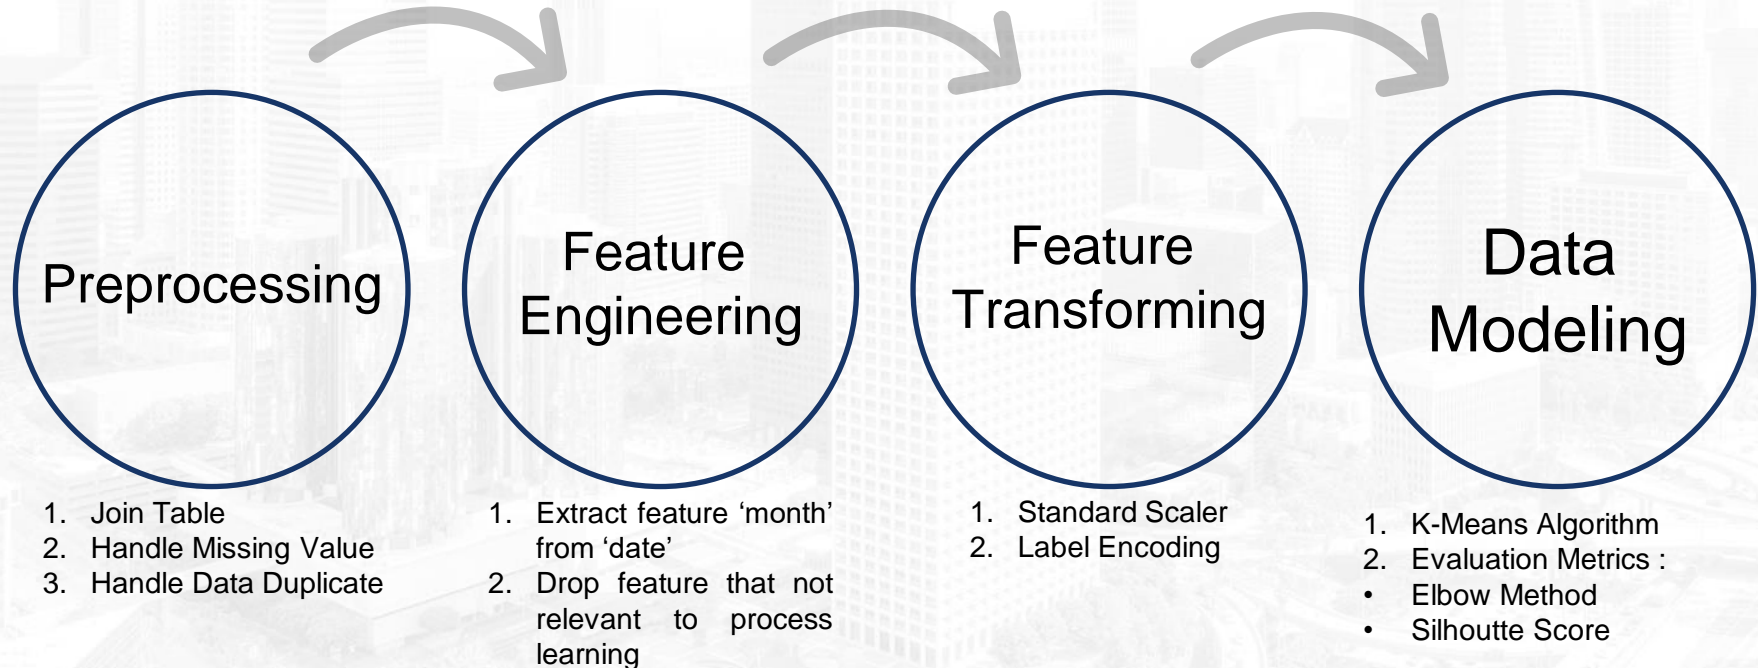 Preprocessing
1. Join Table
2. Handle Missing Value
3. Handle Data Duplicate
Feature
Engineering
1. Extract feature ‘month’
from ‘date’
2. Drop feature that not
relevant to process
learning
Feature
Transforming
1. Standard Scaler
2. Label Encoding
Data
Modeling
1. K-Means Algorithm
2. Evaluation Metrics :
• Elbow Method
• Silhoutte Score